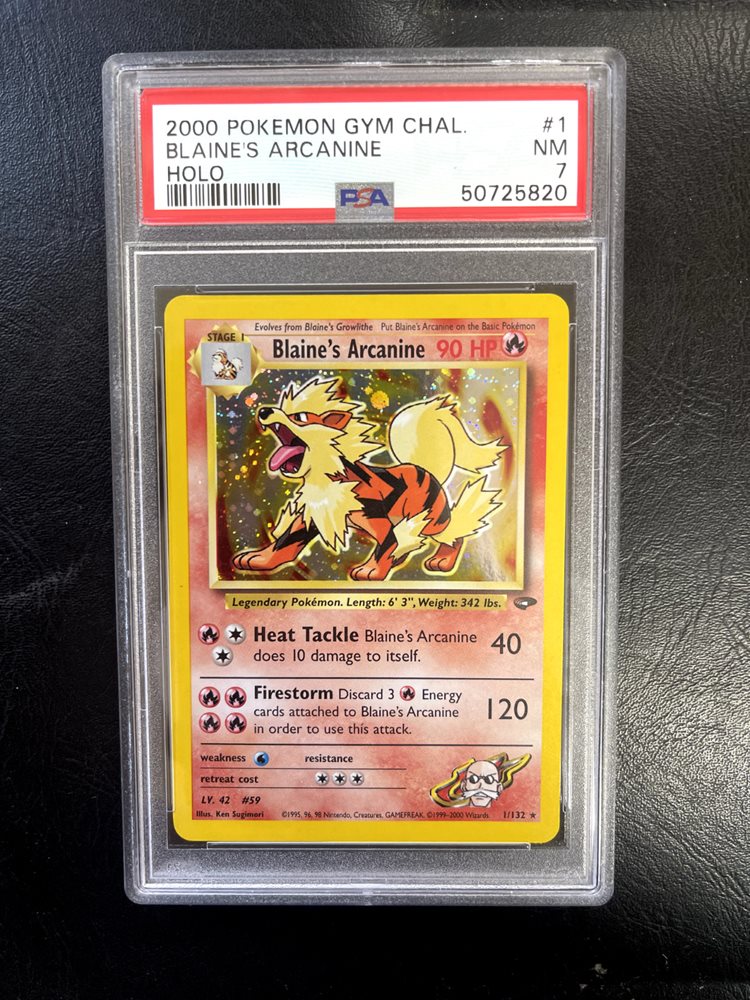 2000 POKEMON GYM CHAL. #1
BLAINE'S ARCANINE NM
HOLO 7
PSA 50725820
Evolves from Blaine's Growlithe Put Blaine's Arcanine on the Basic Pokémon
STAGE 1
Blaine's Arcanine 90 HP
Legendary Pokémon. Length: 6' 3", Weight: 342 lbs.
Heat Tackle Blaine's Arcanine
does 10 damage to itself.
40
Firestorm Discard 3 Energy
cards attached to Blaine's Arcanine
in order to use this attack.
120
weakness resistance
retreat cost
LV. 42 #59
Illus. Ken Sugimori ©1995, 96, 98 Nintendo, Creatures, GAMEFREAK. ©1999-2000 Wizards. 1/132 ★